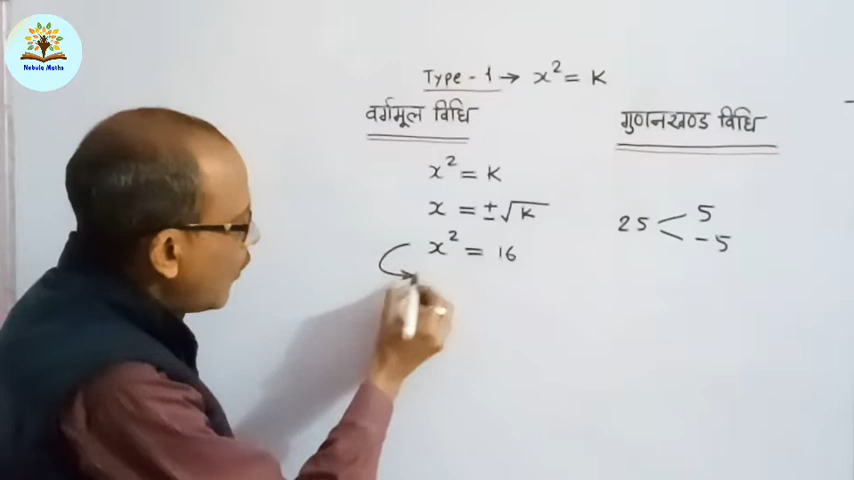 Nebula Maths
Type - 1 → x² = K
वर्गमूल विधि
x² = K
x = ±√K
x² = 16
गुणनखण्ड विधि
25 < 5
-5